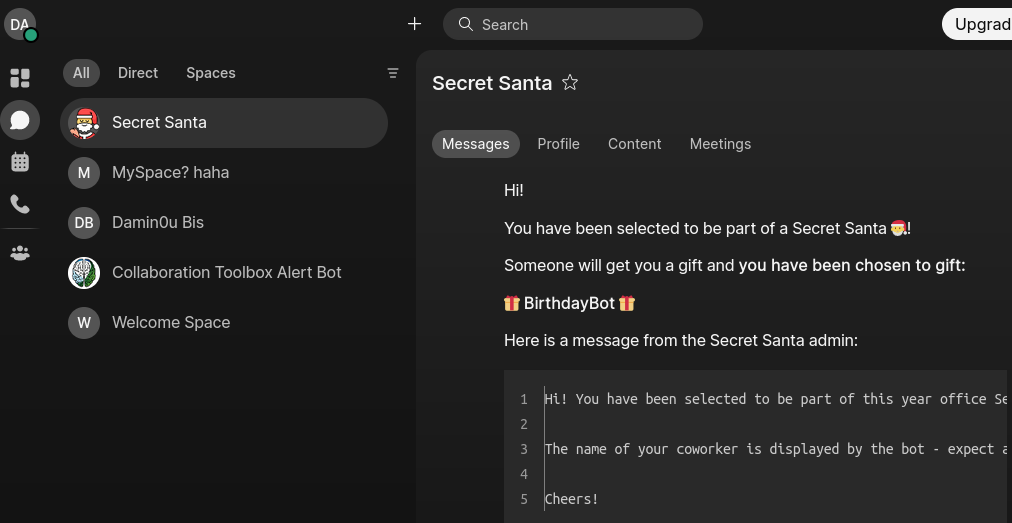 DA
Search
Upgrad
All Direct Spaces
Secret Santa
M MySpace? haha
DB Damin0u Bis
Collaboration Toolbox Alert Bot
W Welcome Space
Secret Santa
Messages Profile Content Meetings
Hi!
You have been selected to be part of a Secret Santa 🎅!
Someone will get you a gift and you have been chosen to gift:
🎁 BirthdayBot 🎁
Here is a message from the Secret Santa admin:
1 Hi! You have been selected to be part of this year office Se
2
3 The name of your coworker is displayed by the bot - expect a
4
5 Cheers!